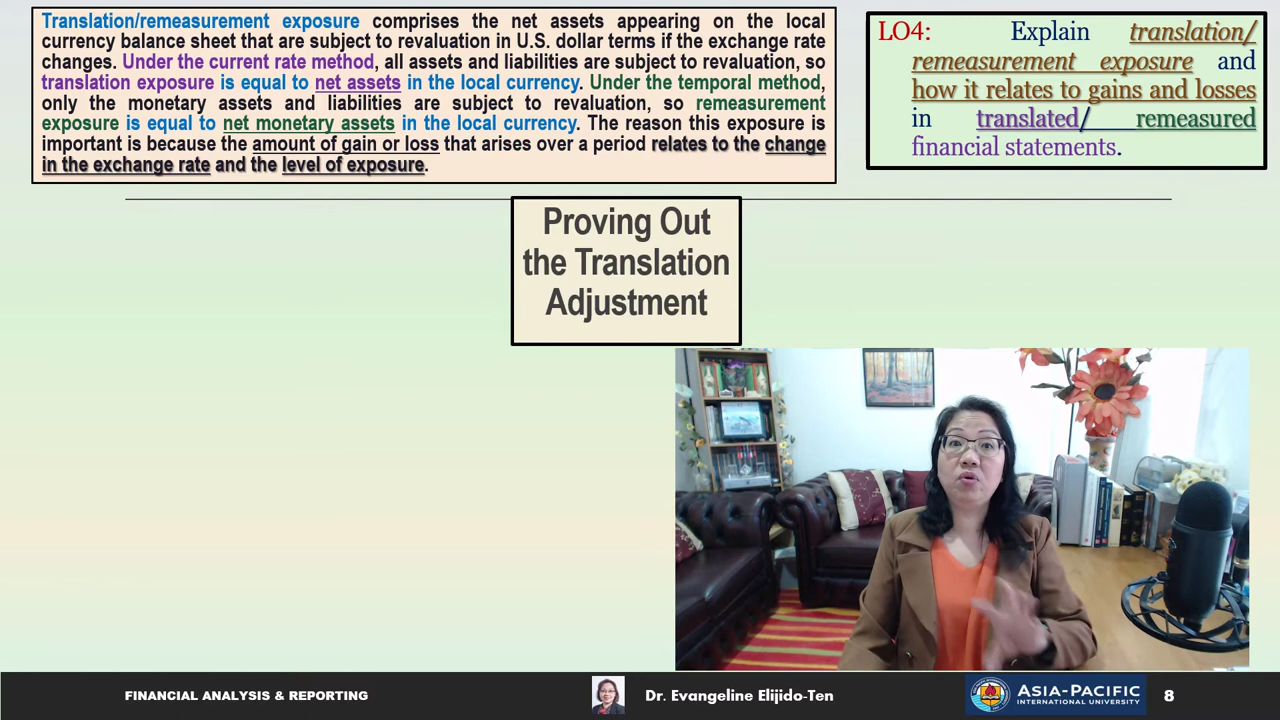 Translation/remeasurement exposure comprises the net assets appearing on the local
currency balance sheet that are subject to revaluation in U.S. dollar terms if the exchange rate
changes. Under the current rate method, all assets and liabilities are subject to revaluation, so
translation exposure is equal to net assets in the local currency. Under the temporal method,
only the monetary assets and liabilities are subject to revaluation, so remeasurement
exposure is equal to net monetary assets in the local currency. The reason this exposure is
important is because the amount of gain or loss that arises over a period relates to the change
in the exchange rate and the level of exposure.
LO4: Explain translation/
remeasurement exposure and
how it relates to gains and losses
in translated/ remeasured
financial statements.
Proving Out
the Translation
Adjustment
FINANCIAL ANALYSIS & REPORTING
Dr. Evangeline Elijido-Ten
ASIA-PACIFIC
INTERNATIONAL UNIVERSITY
8